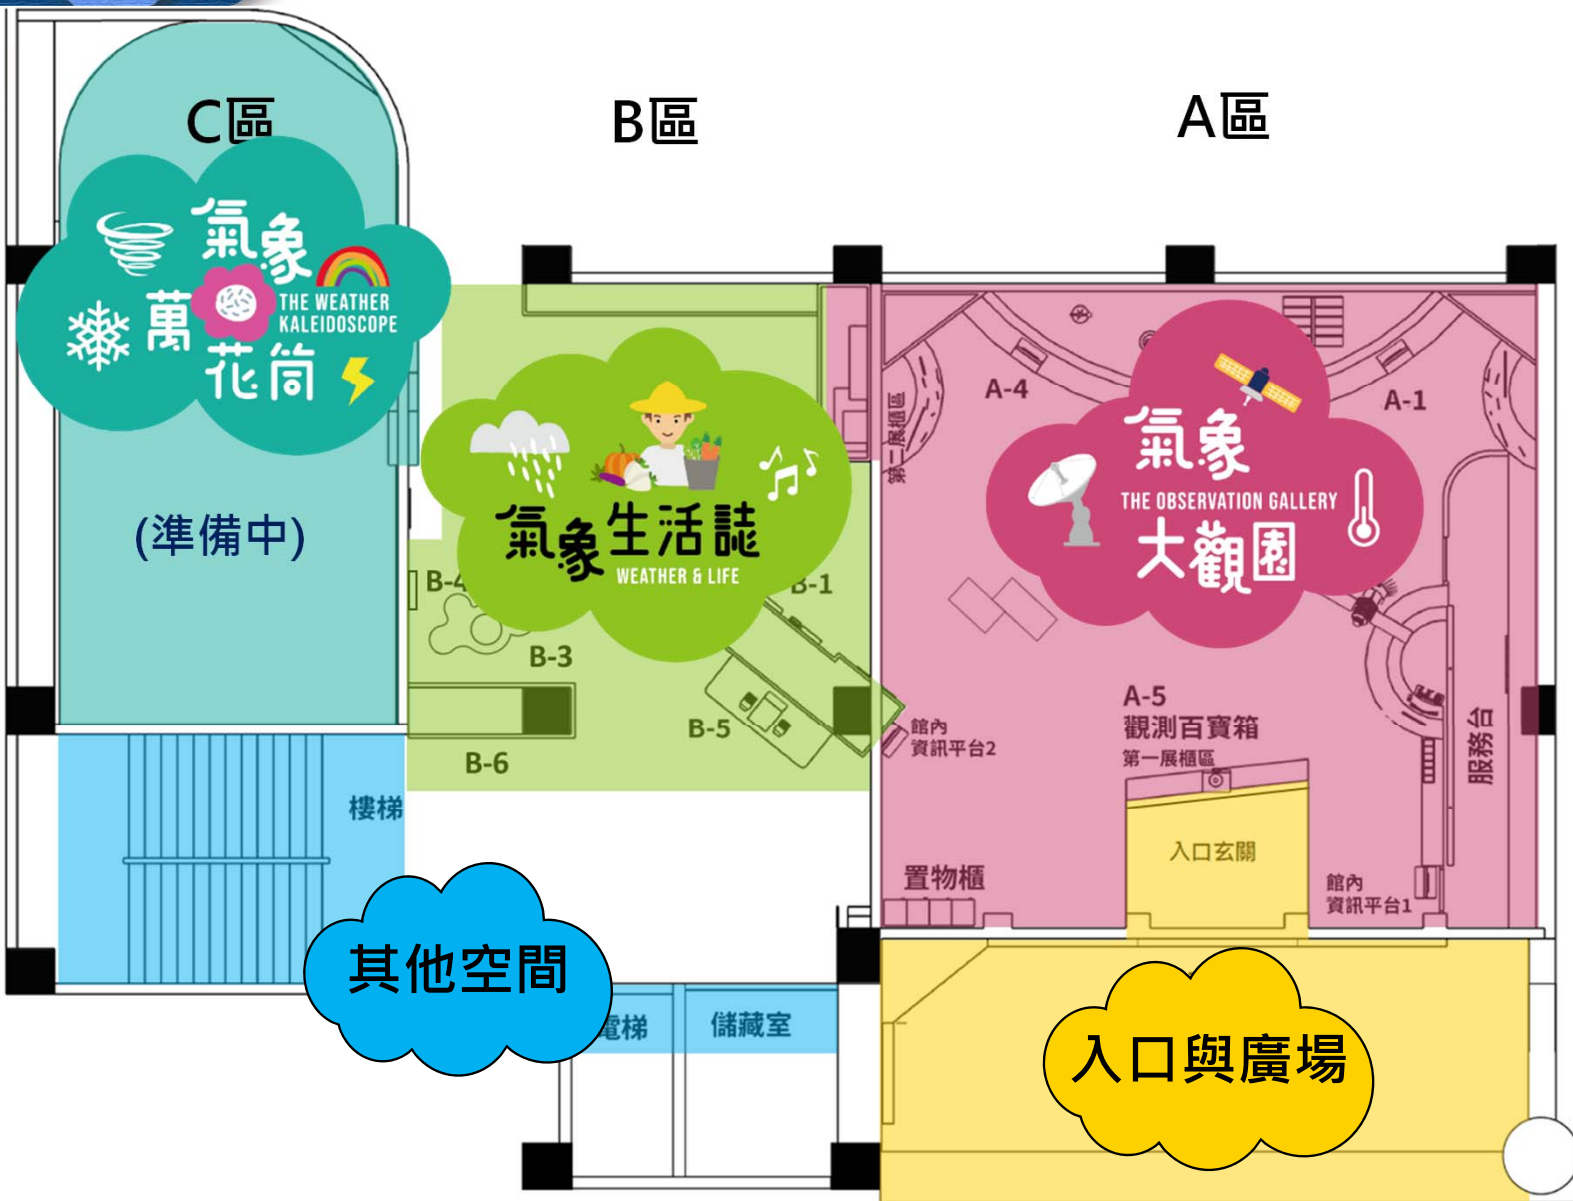 C區
B區
A區
氣象
萬
花筒
THE WEATHER
KALEIDOSCOPE
(準備中)
氣象生活誌
WEATHER & LIFE
B-4
B-1
B-3
B-5
B-6
A-4
A-1
第二展櫃區
氣象
THE OBSERVATION GALLERY
大觀園
A-5
觀測百寶箱
第一展櫃區
館內
資訊平台2
服務台
入口玄關
置物櫃
館內
資訊平台1
樓梯
其他空間
電梯
儲藏室
入口與廣場